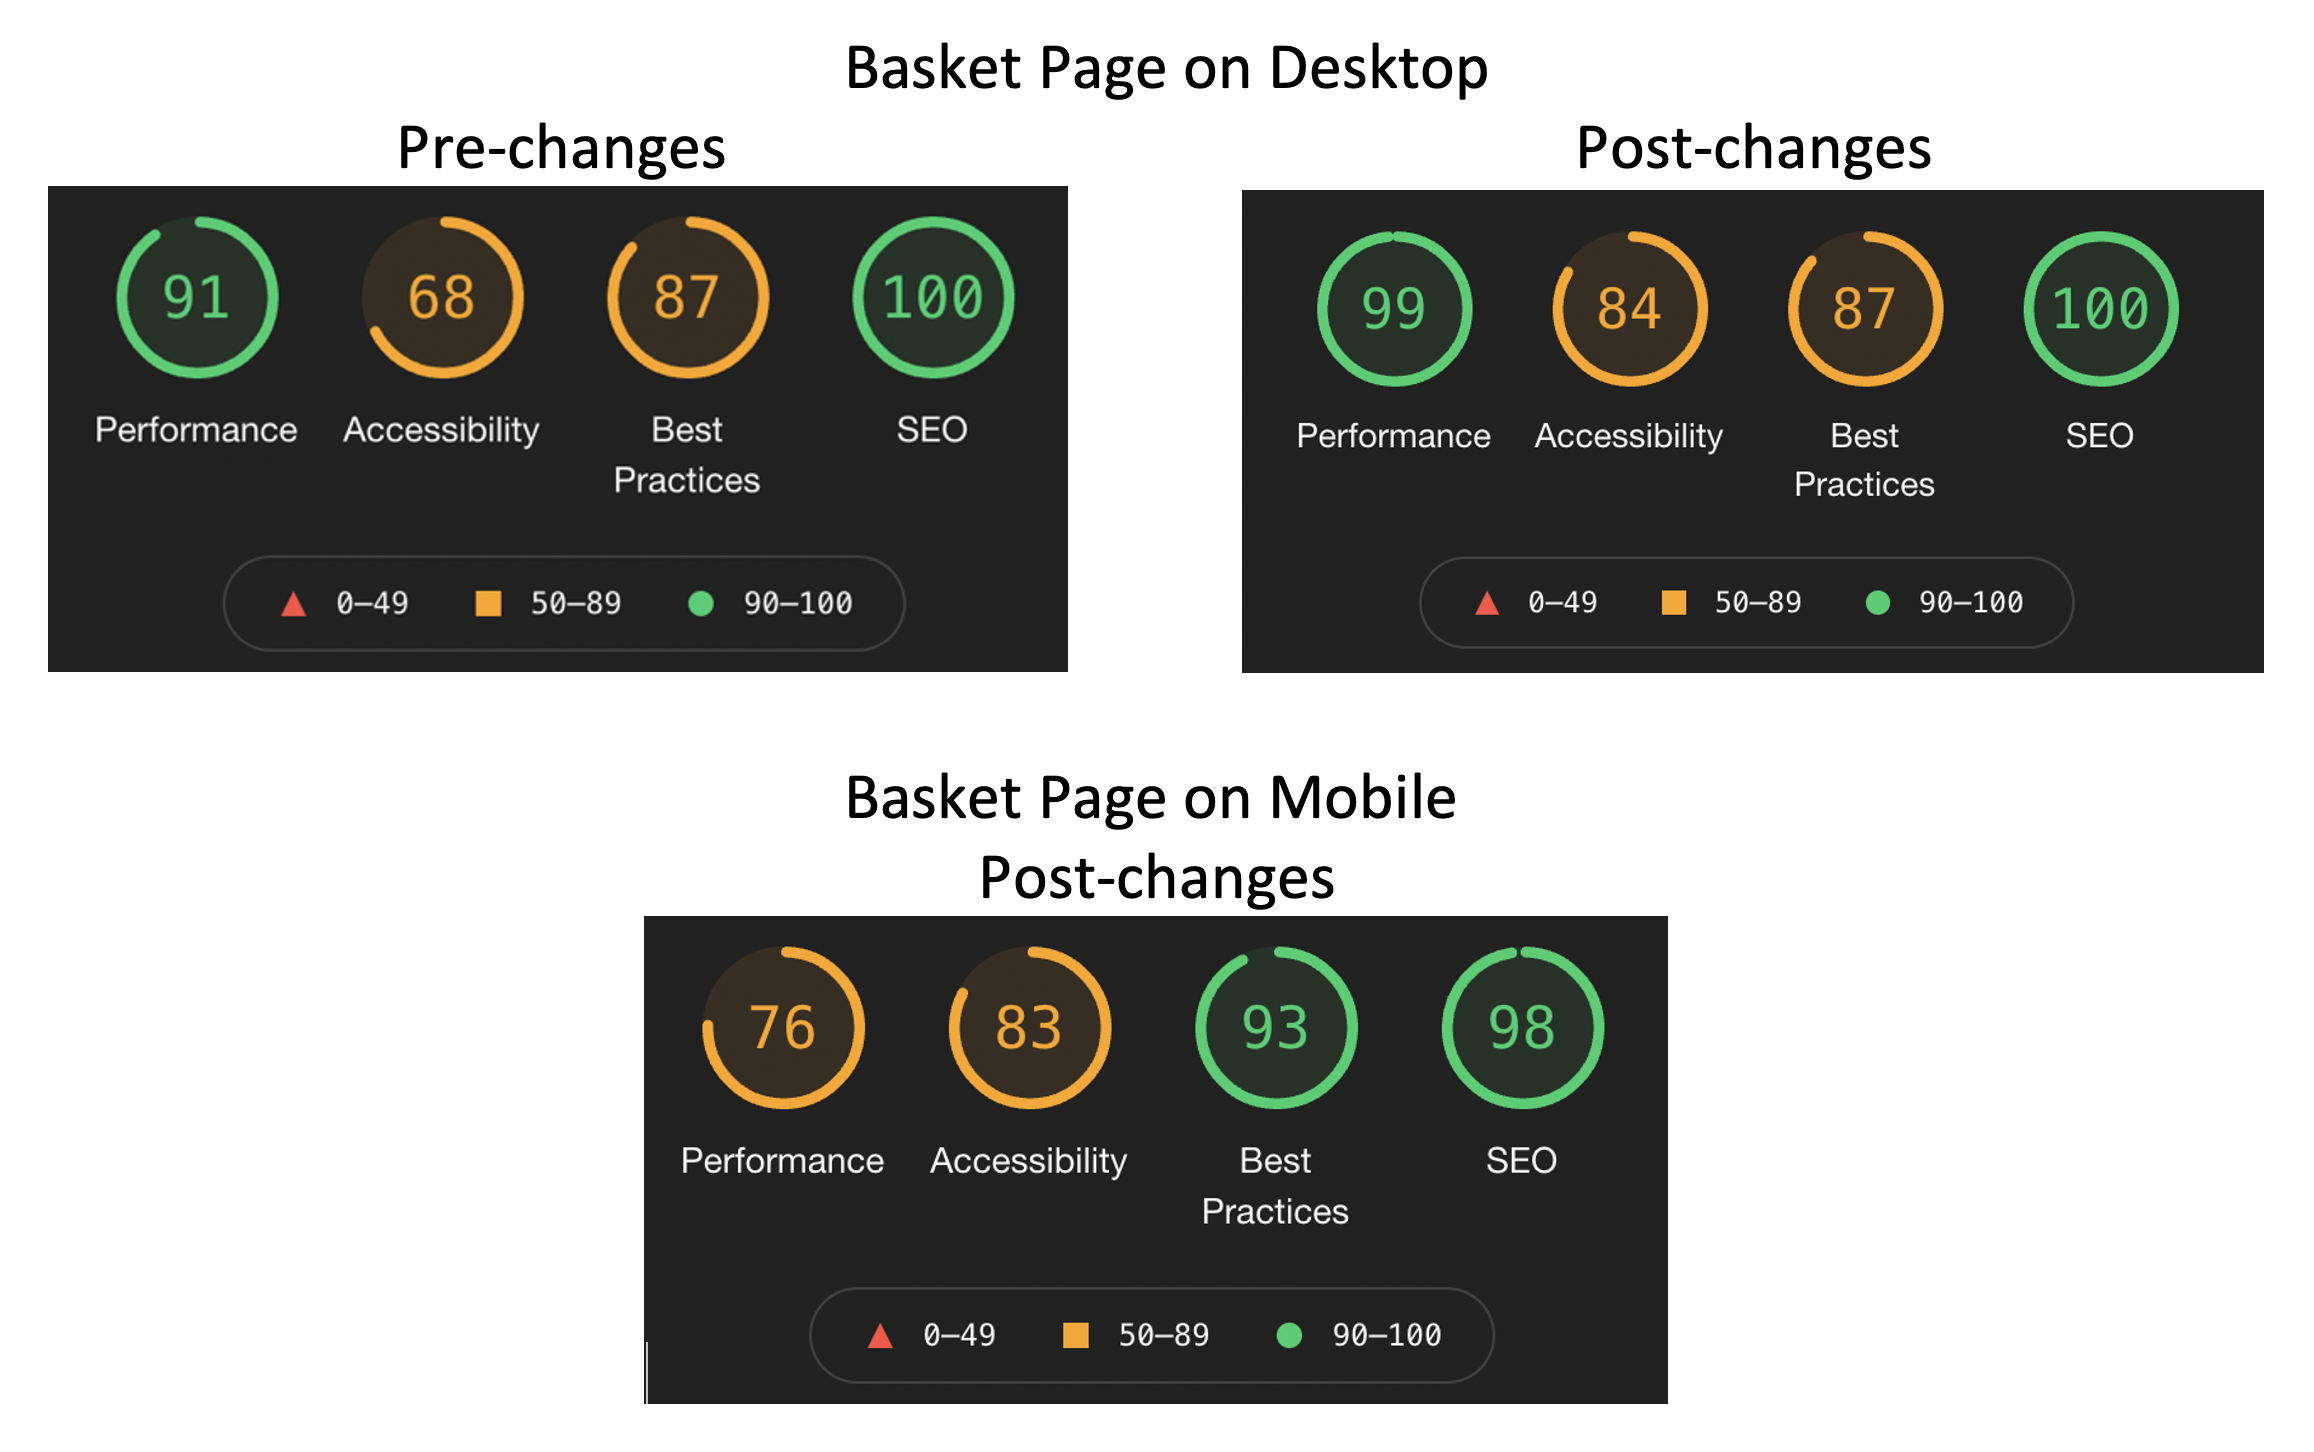 Basket Page on Desktop
Pre-changes
Post-changes
91 68 87 100
Performance Accessibility Best Practices SEO
0–49 50–89 90–100
99 84 87 100
Performance Accessibility Best Practices SEO
0–49 50–89 90–100
Basket Page on Mobile
Post-changes
76 83 93 98
Performance Accessibility Best Practices SEO
0–49 50–89 90–100